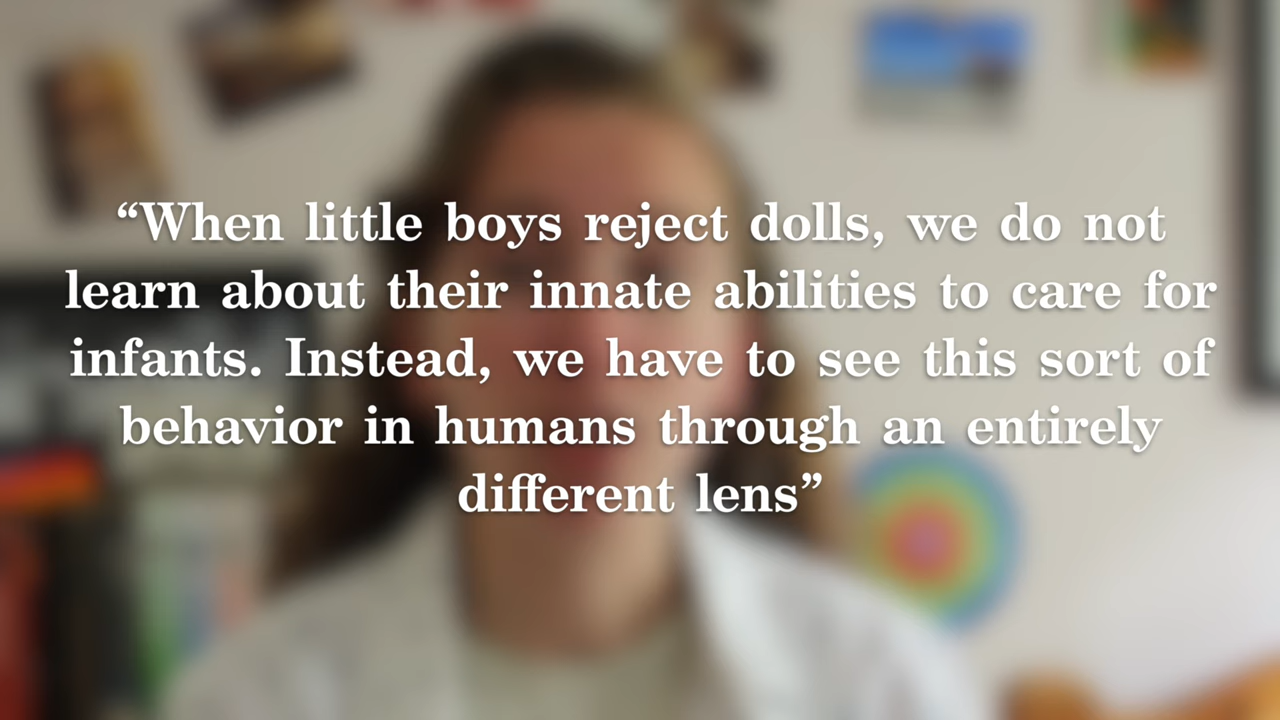 “When little boys reject dolls, we do not
learn about their innate abilities to care for
infants. Instead, we have to see this sort of
behavior in humans through an entirely
different lens”